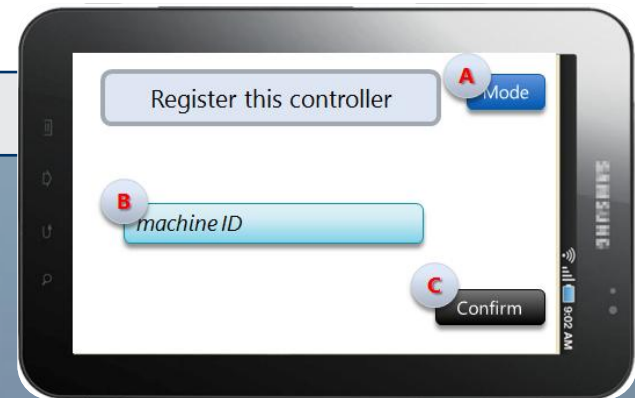 Register this controller
A
Mode
B
machine ID
C
Confirm
9:02 AM
SAMSUNG